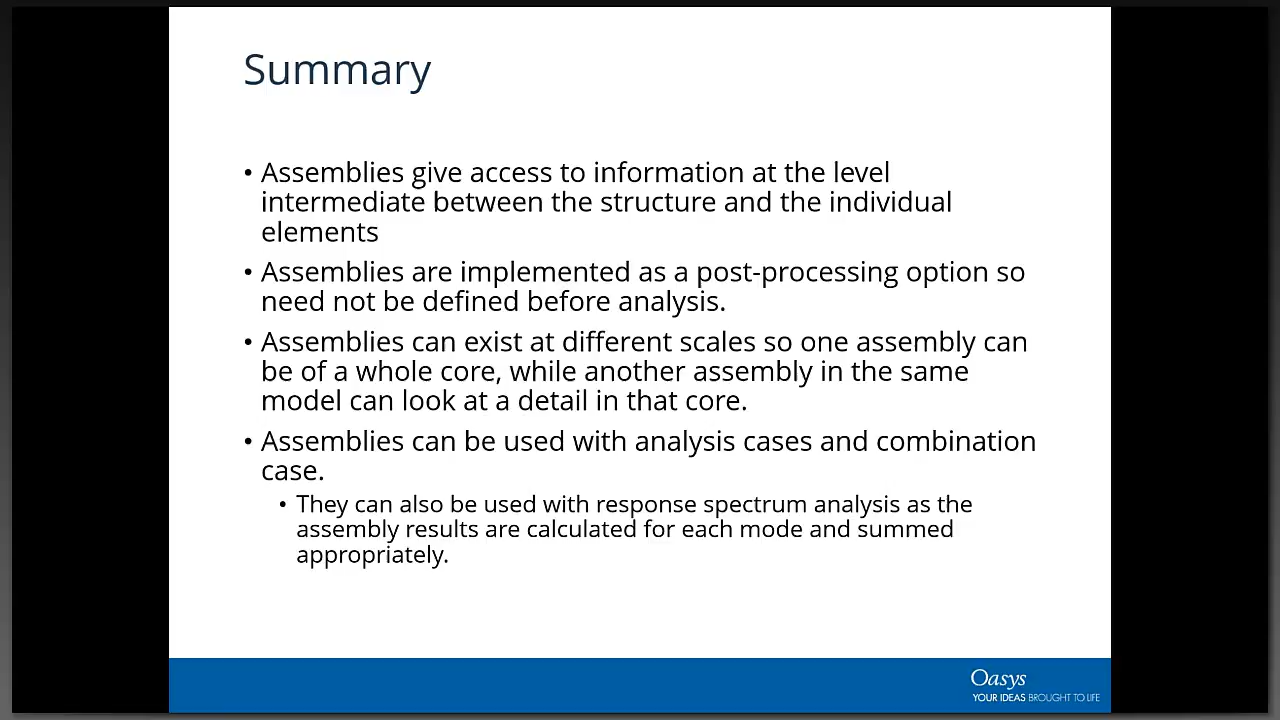 Summary
• Assemblies give access to information at the level
intermediate between the structure and the individual
elements
• Assemblies are implemented as a post-processing option so
need not be defined before analysis.
• Assemblies can exist at different scales so one assembly can
be of a whole core, while another assembly in the same
model can look at a detail in that core.
• Assemblies can be used with analysis cases and combination
case.
• They can also be used with response spectrum analysis as the
assembly results are calculated for each mode and summed
appropriately.
Oasys
YOUR IDEAS BROUGHT TO LIFE